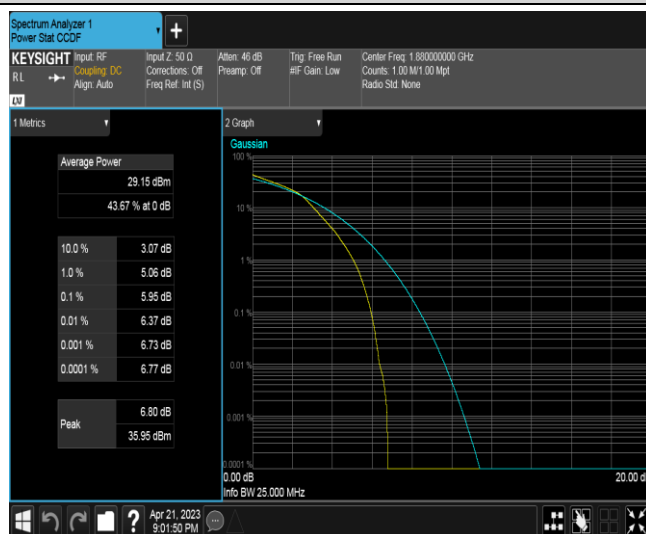 Spectrum Analyzer 1
Power Stat CCDF
+
KEYSIGHT
RL
LXI
Input: RF
Coupling: DC
Align: Auto
Input Z: 50 Ω
Corrections: Off
Freq Ref: Int (S)
Atten: 46 dB
Preamp: Off
Trig: Free Run
#IF Gain: Low
Center Freq: 1.880000000 GHz
Counts: 1.00 M/1.00 Mpt
Radio Std: None
1 Metrics
Average Power
29.15 dBm
43.67 % at 0 dB
10.0 % 3.07 dB
1.0 % 5.06 dB
0.1 % 5.95 dB
0.01 % 6.37 dB
0.001 % 6.73 dB
0.0001 % 6.77 dB
Peak
6.80 dB
35.95 dBm
2 Graph
Gaussian
100 %
10 %
1 %
0.1 %
0.01 %
0.001 %
0.0001 %
0.00 dB
20.00 d
Info BW 25.000 MHz
?
Apr 21, 2023
9:01:50 PM